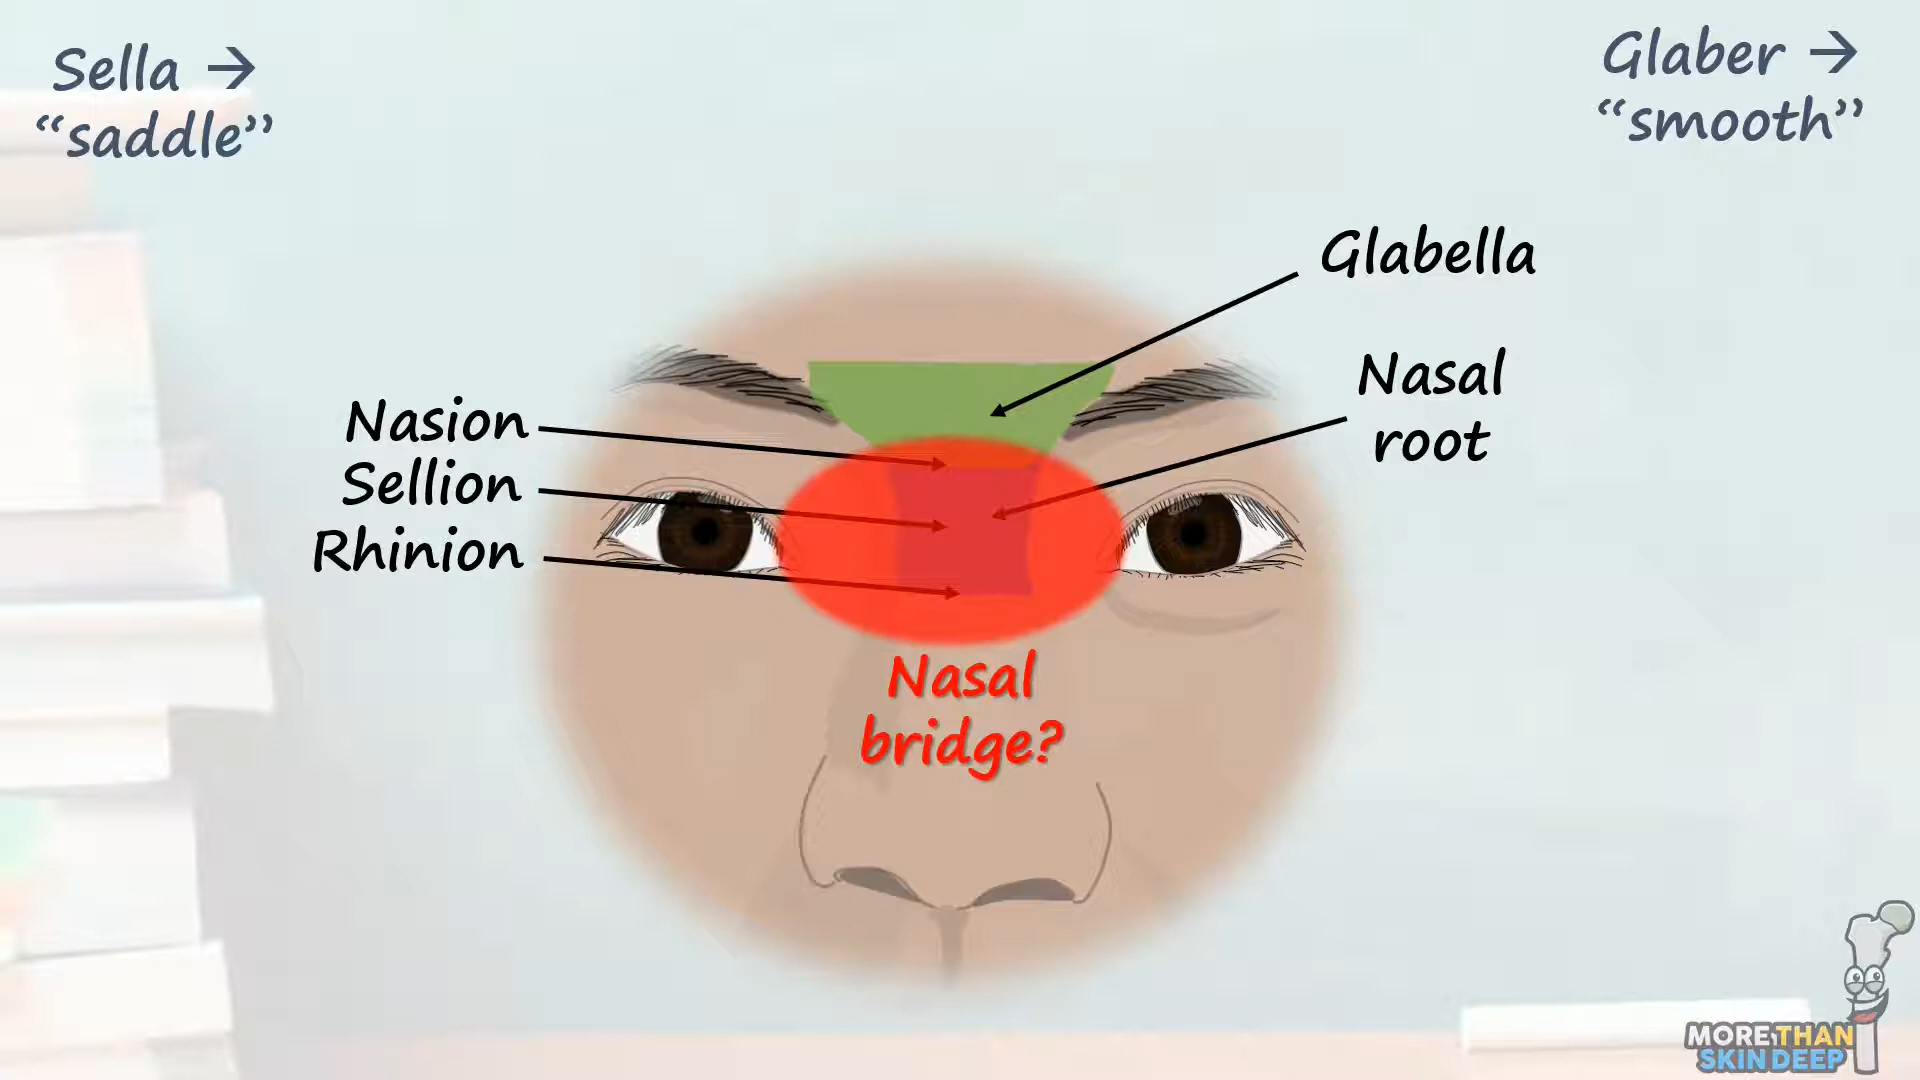 Sella →
“saddle”
Glaber →
“smooth”
Glabella
Nasal
root
Nasion
Sellion
Rhinion
Nasal
bridge?
MORE THAN
SKIN DEEP